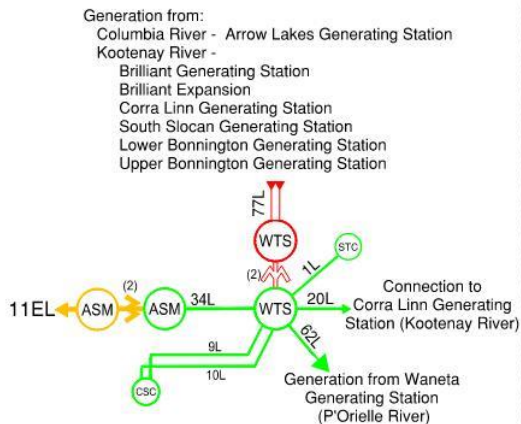 Generation from:
Columbia River - Arrow Lakes Generating Station
Kootenay River -
Brilliant Generating Station
Brilliant Expansion
Corra Linn Generating Station
South Slocan Generating Station
Lower Bonnington Generating Station
Upper Bonnington Generating Station
77L
WTS
STC
(2)
1L
(2)
11EL
ASM
ASM
34L
WTS
20L
Connection to
Corra Linn Generating
Station (Kootenay River)
62L
9L
10L
CSC
Generation from Waneta
Generating Station
(P'Orielle River)